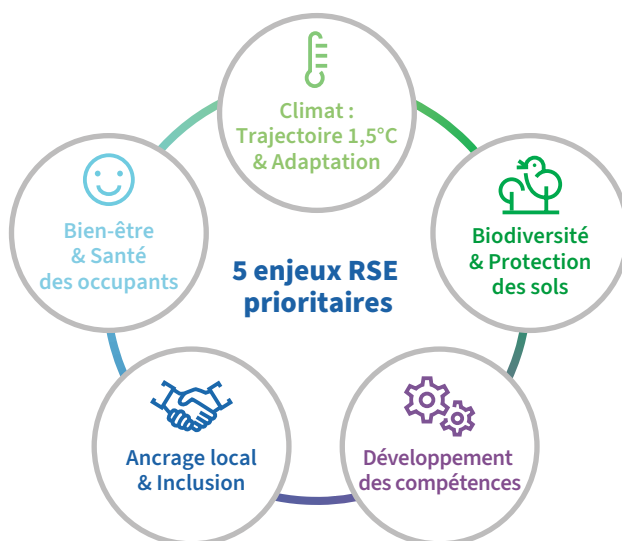 Climat :
Trajectoire 1,5°C
& Adaptation
Bien-être
& Santé
des occupants
Biodiversité
& Protection
des sols
5 enjeux RSE
prioritaires
Ancrage local
& Inclusion
Développement
des compétences